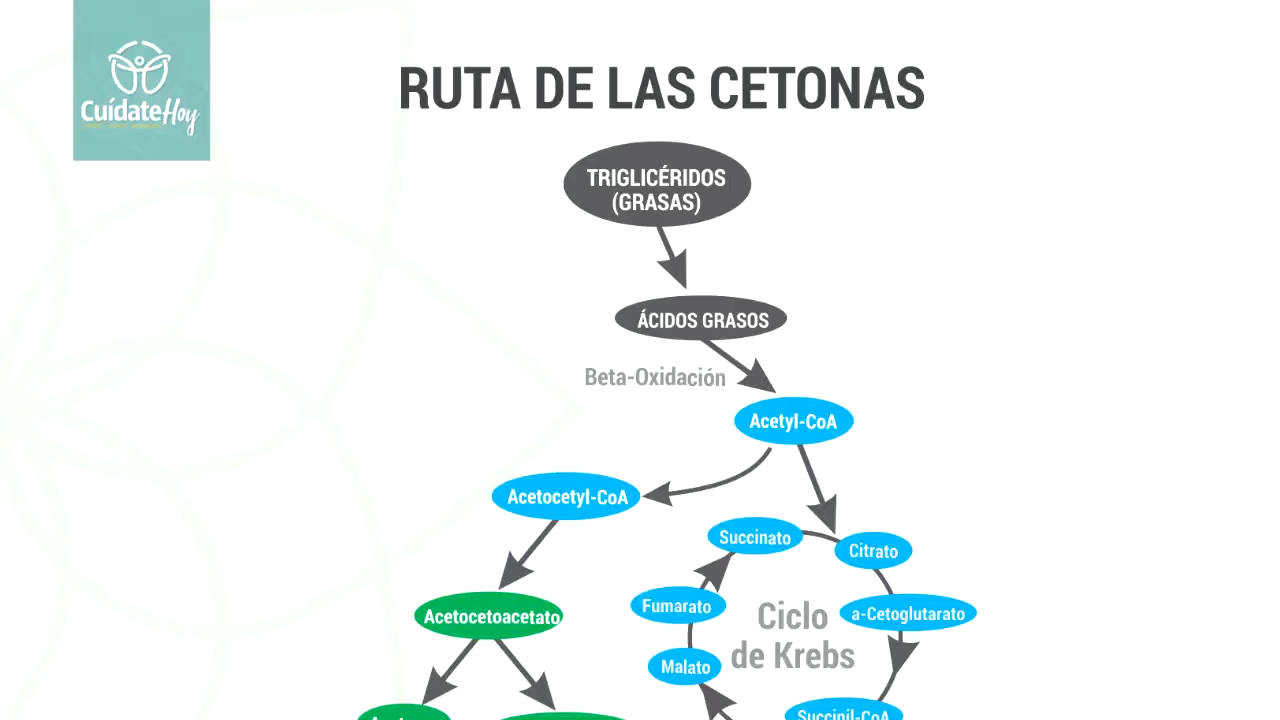 CuídateHoy
RUTA DE LAS CETONAS
TRIGLICÉRIDOS
(GRASAS)
ÁCIDOS GRASOS
Beta-Oxidación
Acetyl-CoA
Acetocetyl-CoA
Succinato
Citrato
Fumarato
a-Cetoglutarato
Acetocetoacetato
Ciclo
de Krebs
Malato
Succinil-CoA